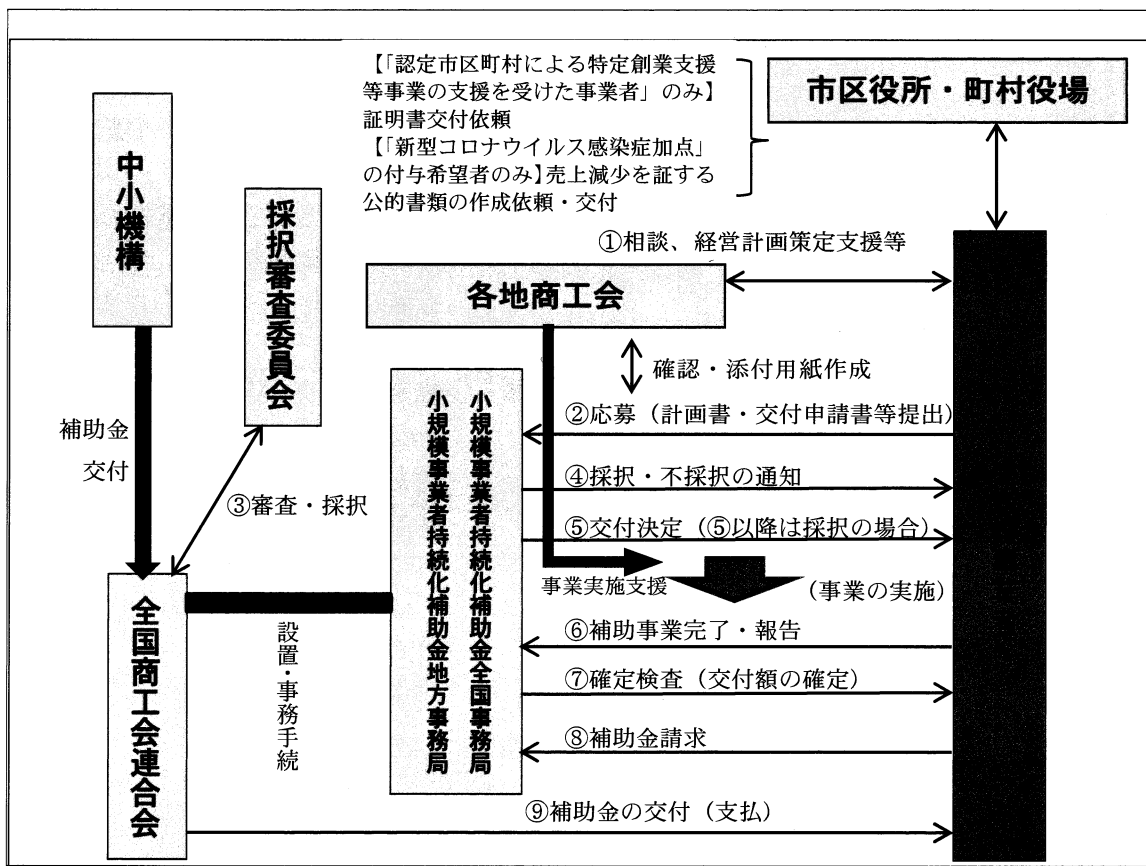 【「認定市区町村による特定創業支援
等事業の支援を受けた事業者」のみ】
証明書交付依頼
【「新型コロナウイルス感染症加点」
の付与希望者のみ】売上減少を証する
公的書類の作成依頼・交付
市区役所・町村役場
中小機構
採択審査委員会
①相談、経営計画策定支援等
各地商工会
確認・添付用紙作成
小規模事業者持続化補助金全国事務局
小規模事業者持続化補助金地方事務局
②応募（計画書・交付申請書等提出）
補助金
交付
④採択・不採択の通知
③審査・採択
⑤交付決定（⑤以降は採択の場合）
事業実施支援
（事業の実施）
全国商工会連合会
設置・事務手続
⑥補助事業完了・報告
⑦確定検査（交付額の確定）
⑧補助金請求
⑨補助金の交付（支払）